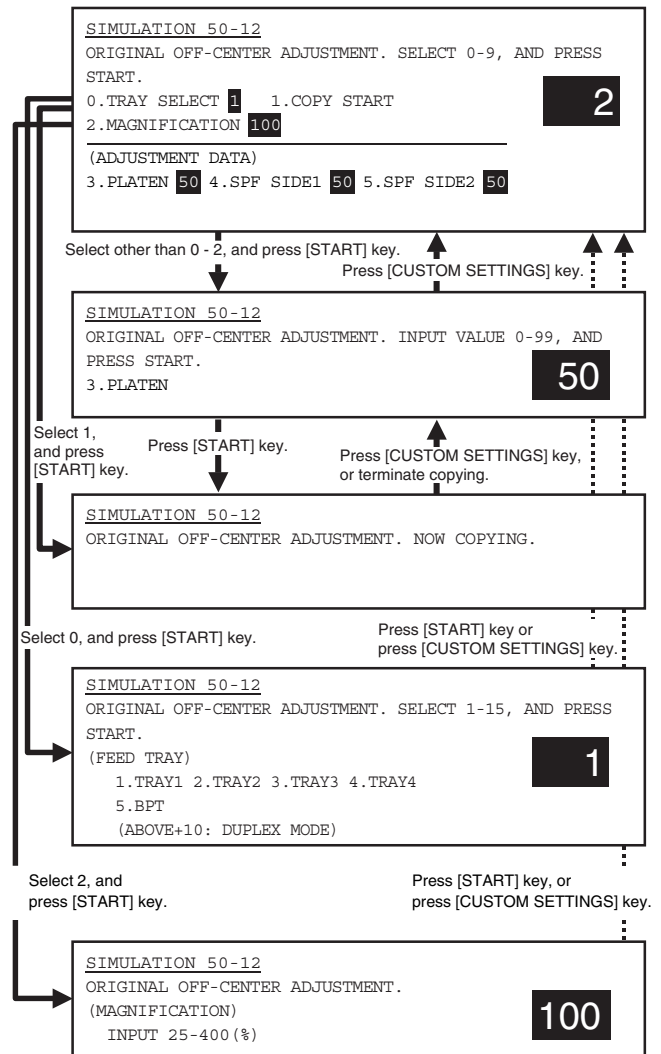 SIMULATION 50-12
ORIGINAL OFF-CENTER ADJUSTMENT. SELECT 0-9, AND PRESS
START.
0.TRAY SELECT 1 1.COPY START
2.MAGNIFICATION 100
2
(ADJUSTMENT DATA)
3.PLATEN 50 4.SPF SIDE1 50 5.SPF SIDE2 50
Select other than 0 - 2, and press [START] key.
Press [CUSTOM SETTINGS] key.
SIMULATION 50-12
ORIGINAL OFF-CENTER ADJUSTMENT. INPUT VALUE 0-99, AND
PRESS START.
3.PLATEN
50
Select 1,
and press
[START] key.
Press [START] key.
Press [CUSTOM SETTINGS] key,
or terminate copying.
SIMULATION 50-12
ORIGINAL OFF-CENTER ADJUSTMENT. NOW COPYING.
Select 0, and press [START] key.
Press [START] key or
press [CUSTOM SETTINGS] key.
SIMULATION 50-12
ORIGINAL OFF-CENTER ADJUSTMENT. SELECT 1-15, AND PRESS
START.
(FEED TRAY)
1.TRAY1 2.TRAY2 3.TRAY3 4.TRAY4
5.BPT
(ABOVE+10: DUPLEX MODE)
1
Select 2, and
press [START] key.
Press [START] key, or
press [CUSTOM SETTINGS] key.
SIMULATION 50-12
ORIGINAL OFF-CENTER ADJUSTMENT.
(MAGNIFICATION)
INPUT 25-400(%)
100